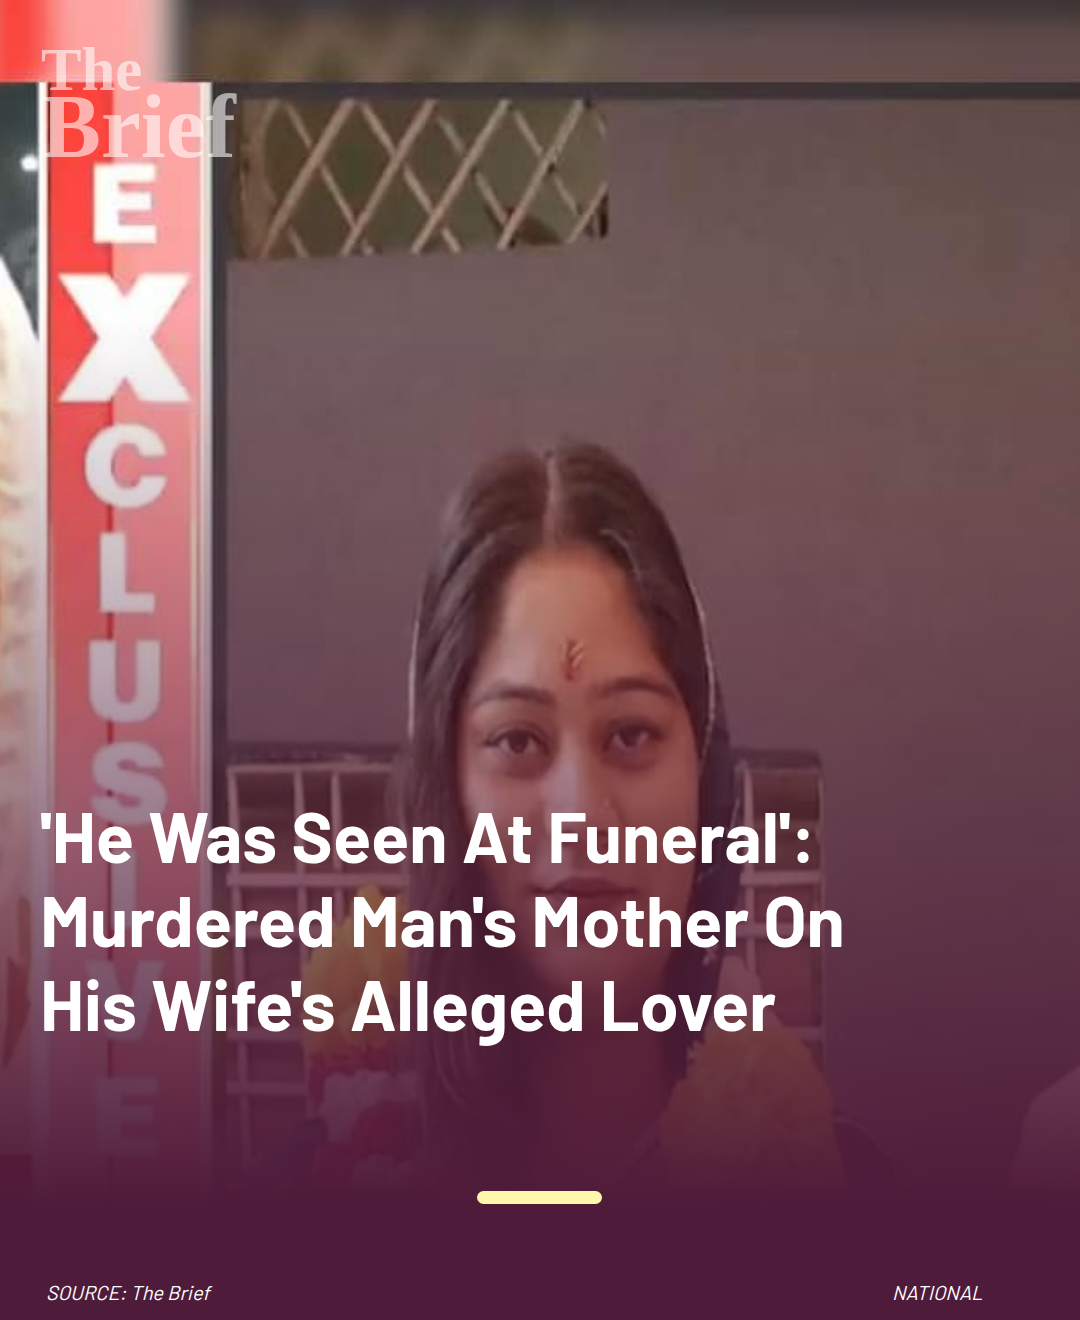 The
Brief
EXCLUSIVE
'He Was Seen At Funeral':
Murdered Man's Mother On
His Wife's Alleged Lover
SOURCE: The Brief
NATIONAL